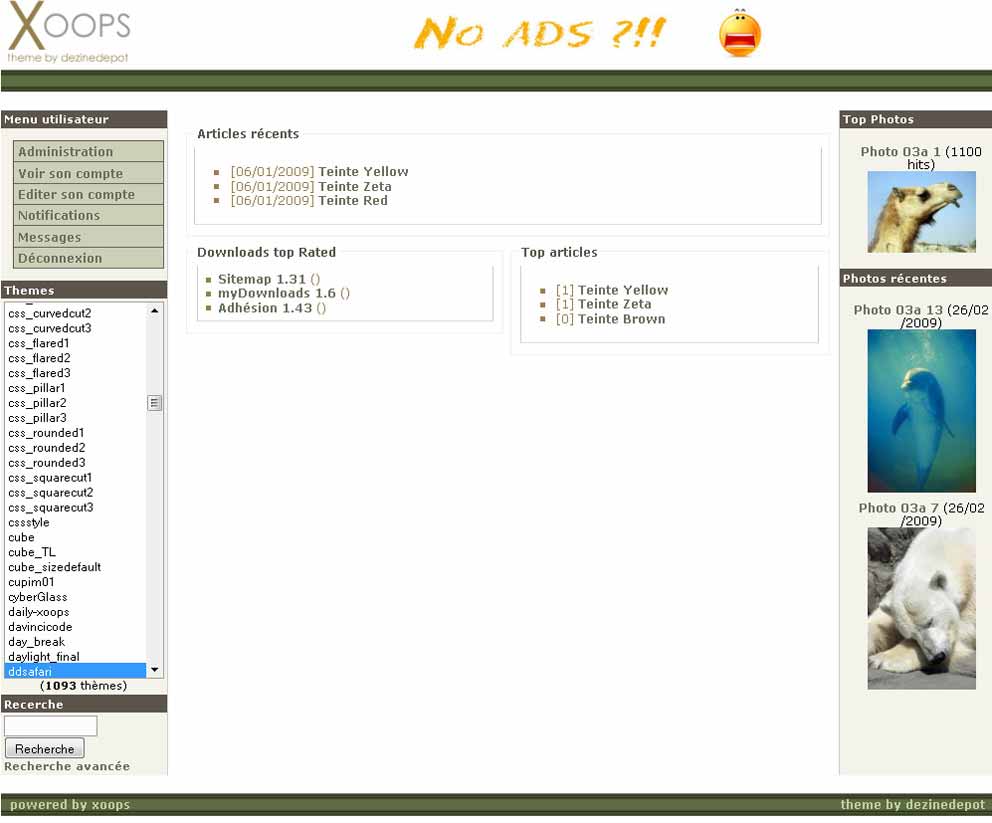 XOOPS
theme by dezinedepot
No ADS ?!!
Menu utilisateur
Administration
Voir son compte
Editer son compte
Notifications
Messages
Déconnexion
Themes
css_curvedcut2
css_curvedcut3
css_flared1
css_flared2
css_flared3
css_pillar1
css_pillar2
css_pillar3
css_rounded1
css_rounded2
css_rounded3
css_squarecut1
css_squarecut2
css_squarecut3
cssstyle
cube
cube_TL
cube_sizedefault
cupim01
cyberGlass
daily-xoops
davincicode
day_break
daylight_final
ddsafari
(1093 thèmes)
Recerche
Recherche
Recherche avancée
Articles récents
[06/01/2009] Teinte Yellow
[06/01/2009] Teinte Zeta
[06/01/2009] Teinte Red
Downloads top Rated
Sitemap 1.31 ()
myDownloads 1.6 ()
Adhésion 1.43 ()
Top articles
[1] Teinte Yellow
[1] Teinte Zeta
[0] Teinte Brown
Top Photos
Photo 03a 1 (1100
hits)
Photos récentes
Photo 03a 13 (26/02
/2009)
Photo 03a 7 (26/02
/2009)
powered by xoops
theme by dezinedepot